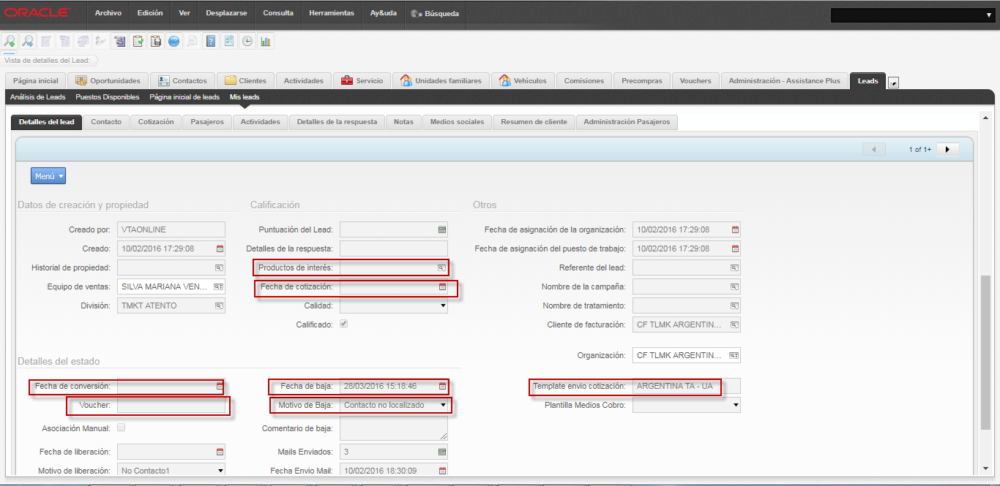 ORACLE
Archivo Edición Ver Desplazarse Consulta Herramientas Ay&uda Búsqueda
Vista de detalles del Lead:
Página inicial Oportunidades Contactos Clientes Actividades Servicio Unidades familiares Vehículos Comisiones Precompras Vouchers Administración - Assistance Plus Leads
Análisis de Leads Puestos Disponibles Página inicial de leads Mis leads
Detalles del lead Contacto Cotización Pasajeros Actividades Detalles de la respuesta Notas Medios sociales Resumen de cliente Administración Pasajeros
1 of 1+
Menú
Datos de creación y propiedad Calificación Otros
Creado por: VTAONLINE Puntuación del Lead: Fecha de asignación de la organización: 10/02/2016 17:29:08
Creado: 10/02/2016 17:29:08 Detalles de la respuesta: Fecha de asignación del puesto de trabajo: 10/02/2016 17:29:08
Historial de propiedad: Productos de interés: Referente del lead:
Equipo de ventas: SILVA MARIANA VEN... Fecha de cotización: Nombre de la campaña:
División: TMKT ATENTO Calidad: Nombre de tratamiento:
Calificado: Cliente de facturación: CF TLMK ARGENTIN...
Organización: CF TLMK ARGENTIN...
Detalles del estado
Fecha de conversión: Fecha de baja: 28/03/2016 15:18:46 Template envio cotización: ARGENTINA TA - UA
Voucher: Motivo de Baja: Contacto no localizado Plantilla Medios Cobro:
Asociación Manual: Comentario de baja:
Fecha de liberación: Mails Enviados: 3
Motivo de liberación: No Contacto1 Fecha Envio Mail: 10/02/2016 18:30:09